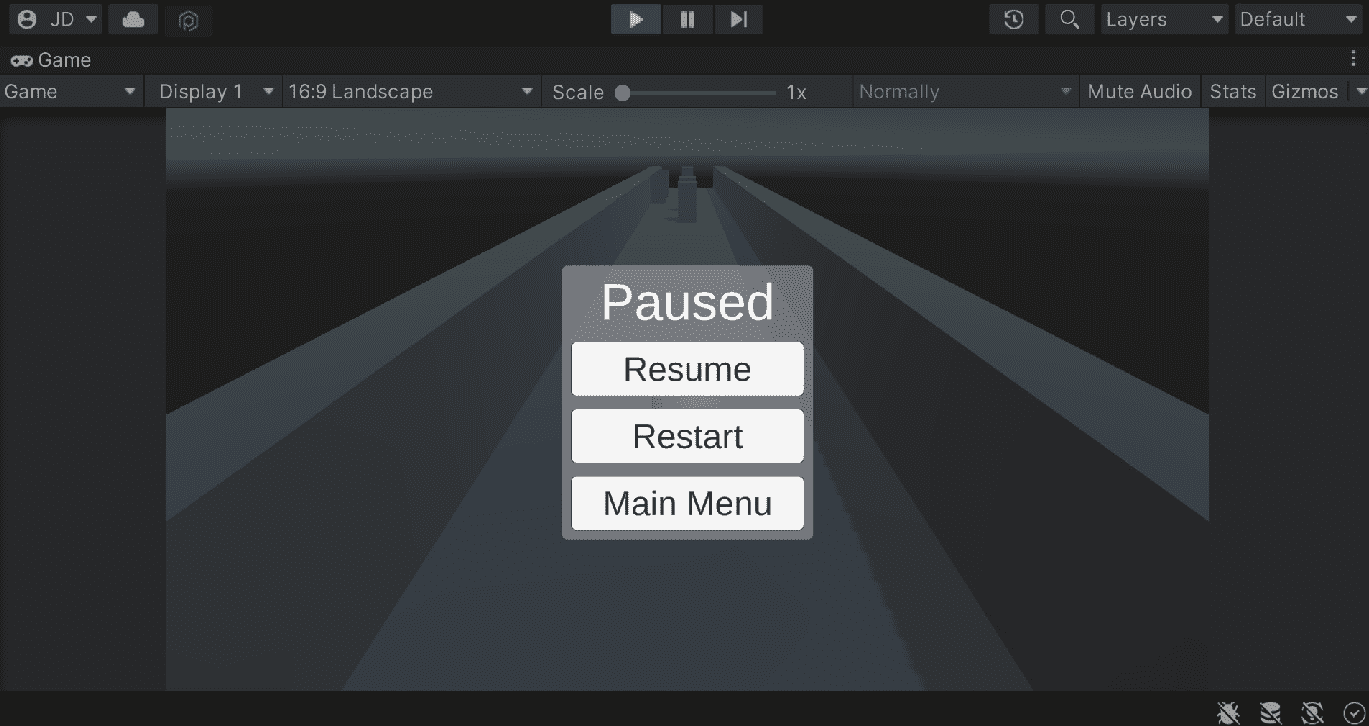 JD Layers Default
Game
Game Display 1 16:9 Landscape Scale 1x Normally Mute Audio Stats Gizmos
Paused
Resume
Restart
Main Menu